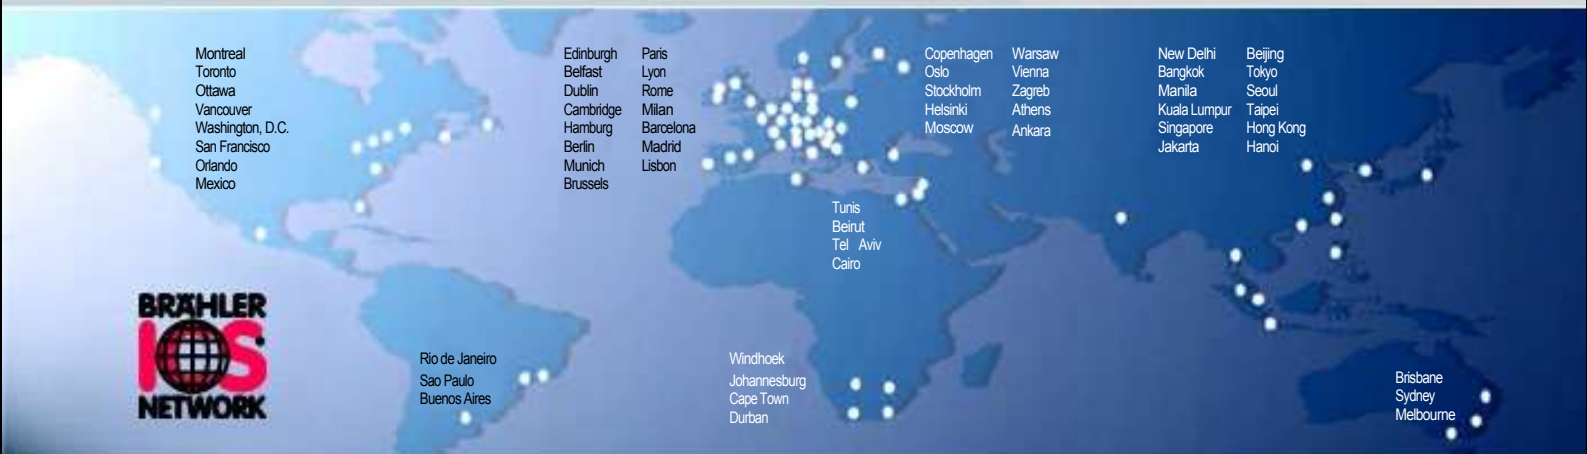 Montreal
Toronto
Ottawa
Vancouver
Washington, D.C.
San Francisco
Orlando
Mexico
Edinburgh
Belfast
Dublin
Cambridge
Hamburg
Berlin
Munich
Brussels
Paris
Lyon
Rome
Milan
Barcelona
Madrid
Lisbon
Copenhagen
Oslo
Stockholm
Helsinki
Moscow
Warsaw
Vienna
Zagreb
Athens
Ankara
New Delhi
Bangkok
Manila
Kuala Lumpur
Singapore
Jakarta
Beijing
Tokyo
Seoul
Taipei
Hong Kong
Hanoi
Tunis
Beirut
Tel Aviv
Cairo
BRÄHLER
ICS
NETWORK
Rio de Janeiro
Sao Paulo
Buenos Aires
Windhoek
Johannesburg
Cape Town
Durban
Brisbane
Sydney
Melbourne